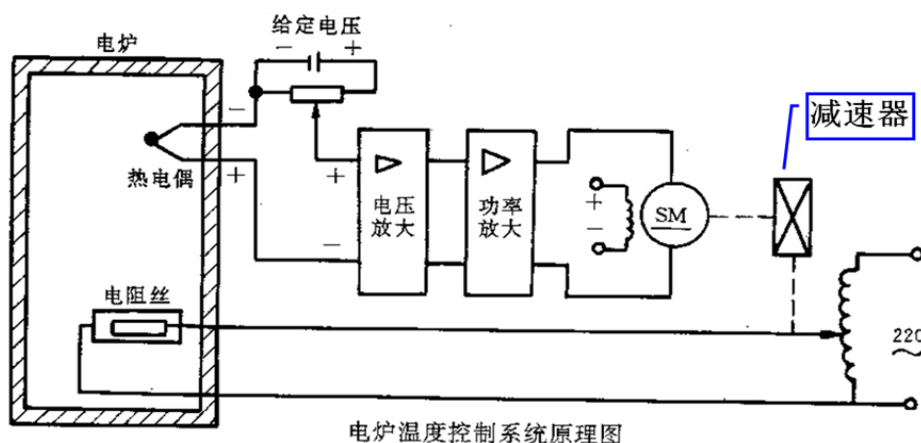 给定电压
− +
电炉
减速器
−
热电偶
+
+
−
电压
放大
功率
放大
+
−
SM
电阻丝
220
~
电炉温度控制系统原理图